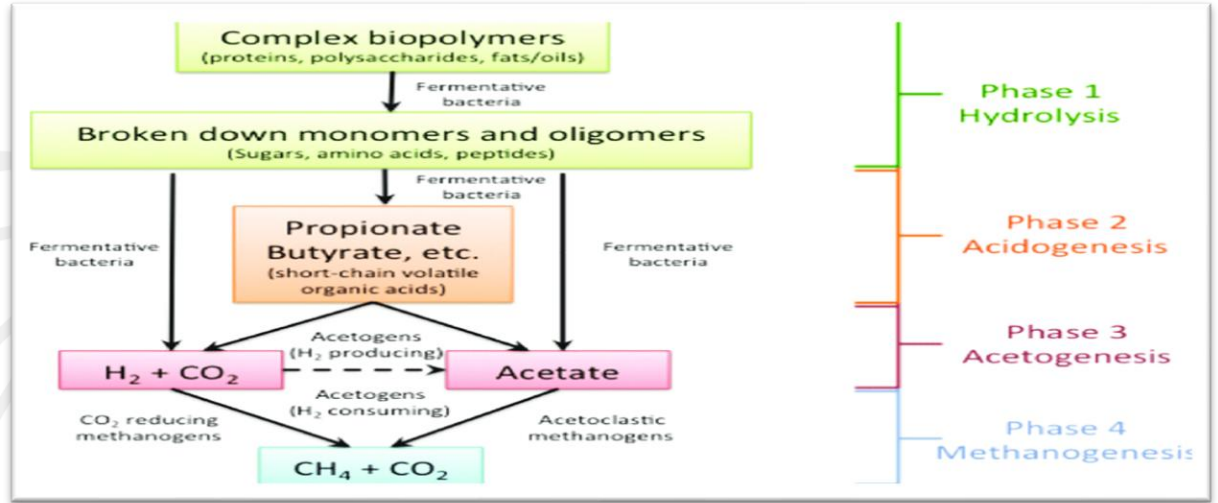 Complex biopolymers
(proteins, polysaccharides, fats/oils)
Fermentative
bacteria
Broken down monomers and oligomers
(Sugars, amino acids, peptides)
Fermentative
bacteria
Propionate
Butyrate, etc.
(short-chain volatile
organic acids)
Fermentative
bacteria
Fermentative
bacteria
Acetogens
(H₂ producing)
H₂ + CO₂
Acetate
Acetogens
(H₂ consuming)
CO₂ reducing
methanogens
Acetoclastic
methanogens
CH₄ + CO₂
Phase 1
Hydrolysis
Phase 2
Acidogenesis
Phase 3
Acetogenesis
Phase 4
Methanogenesis